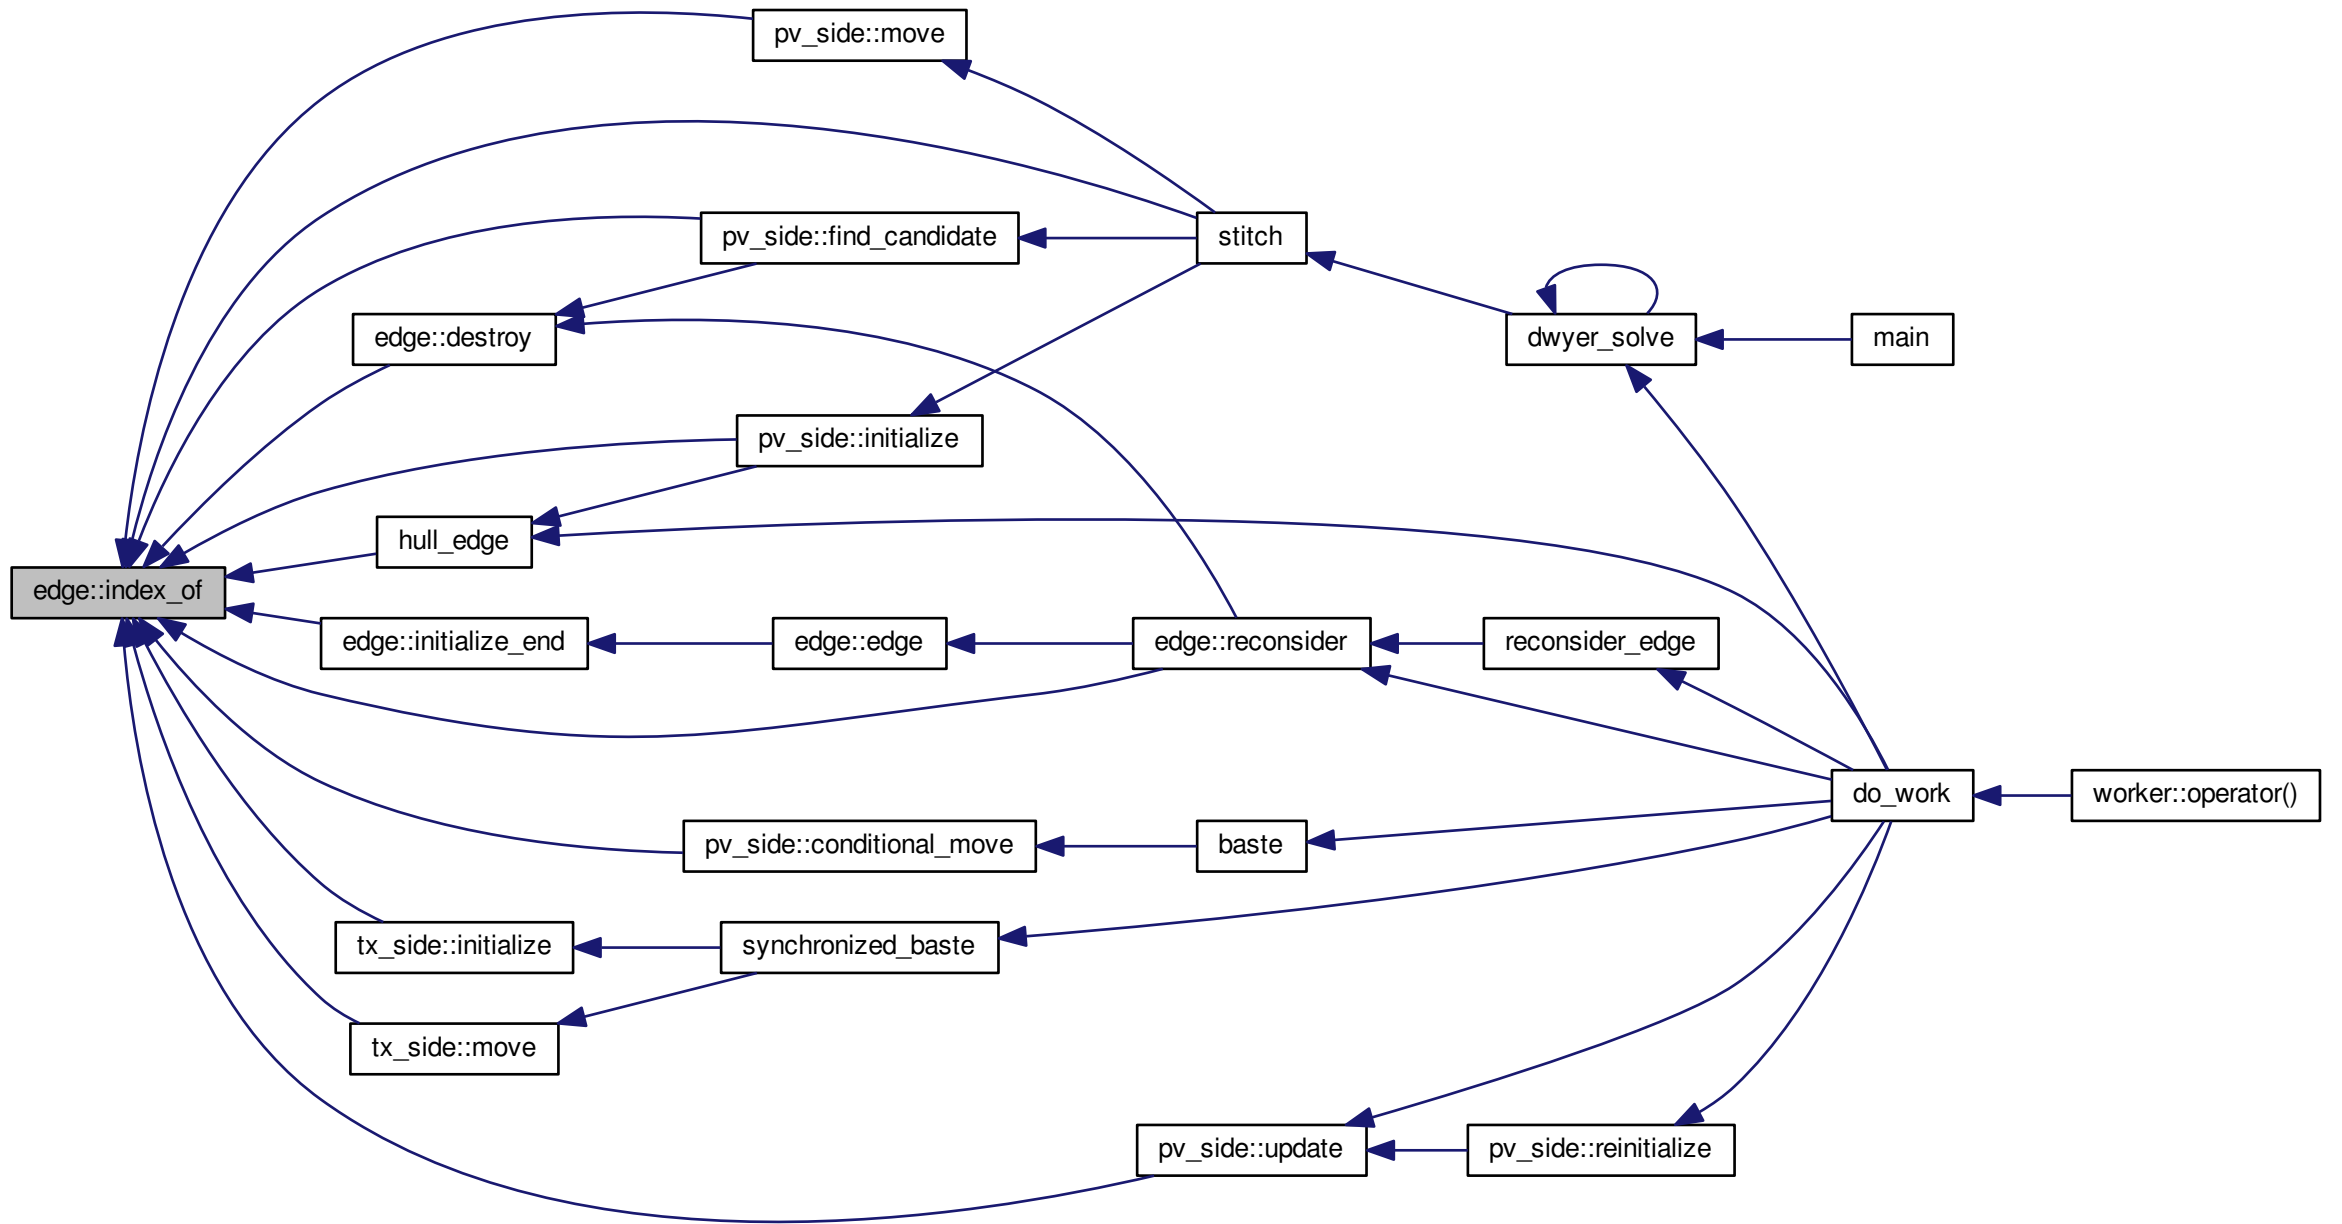 pv_side::move
pv_side::find_candidate
stitch
edge::destroy
dwyer_solve
main
pv_side::initialize
hull_edge
edge::index_of
edge::initialize_end
edge::edge
edge::reconsider
reconsider_edge
do_work
worker::operator()
pv_side::conditional_move
baste
tx_side::initialize
synchronized_baste
tx_side::move
pv_side::update
pv_side::reinitialize